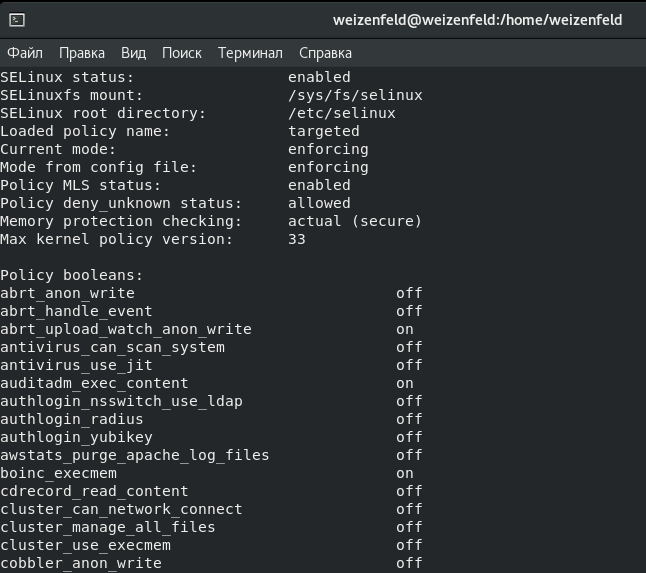 weizenfeld@weizenfeld:/home/weizenfeld
Файл Правка Вид Поиск Терминал Справка
SELinux status: enabled
SELinuxfs mount: /sys/fs/selinux
SELinux root directory: /etc/selinux
Loaded policy name: targeted
Current mode: enforcing
Mode from config file: enforcing
Policy MLS status: enabled
Policy deny_unknown status: allowed
Memory protection checking: actual (secure)
Max kernel policy version: 33
Policy booleans:
abrt_anon_write off
abrt_handle_event off
abrt_upload_watch_anon_write on
antivirus_can_scan_system off
antivirus_use_jit off
auditadm_exec_content on
authlogin_nsswitch_use_ldap off
authlogin_radius off
authlogin_yubikey off
awstats_purge_apache_log_files off
boinc_execmem on
cdrecord_read_content off
cluster_can_network_connect off
cluster_manage_all_files off
cluster_use_execmem off
cobbler_anon_write off